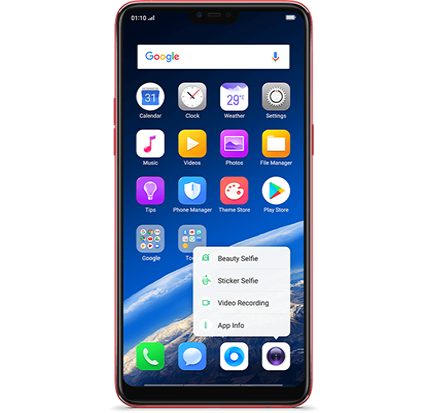 01:10
Google
31
29°C
Calendar
Clock
Weather
Settings
Music
Videos
Photos
File Manager
Tips
Phone Manager
Theme Store
Play Store
Google
Too
Beauty Selfie
Sticker Selfie
Video Recording
App Info